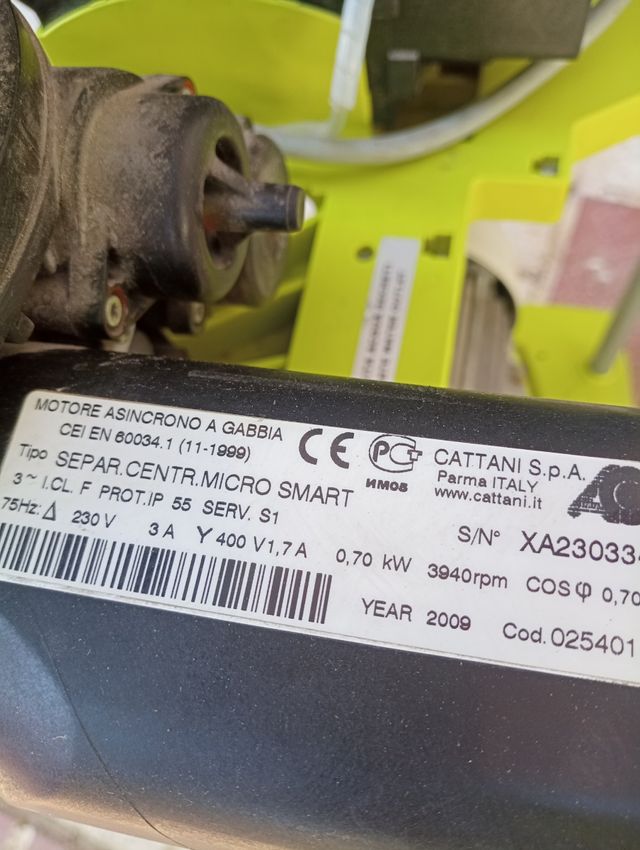 MOTORE ASINCRONO A GABBIA
CEI EN 60034.1 (11-1999)
Tipo SEPAR.CENTR.MICRO SMART
3 ~ I.CL. F PROT.IP 55 SERV. S1
75Hz: Δ 230 V 3 A Y 400 V 1,7 A 0,70 kW 3940rpm COS φ 0,70
CE
РСТ
ИМ05
CATTANI S.p.A.
Parma ITALY
www.cattani.it
S/N° XA23033
YEAR 2009 Cod. 025401